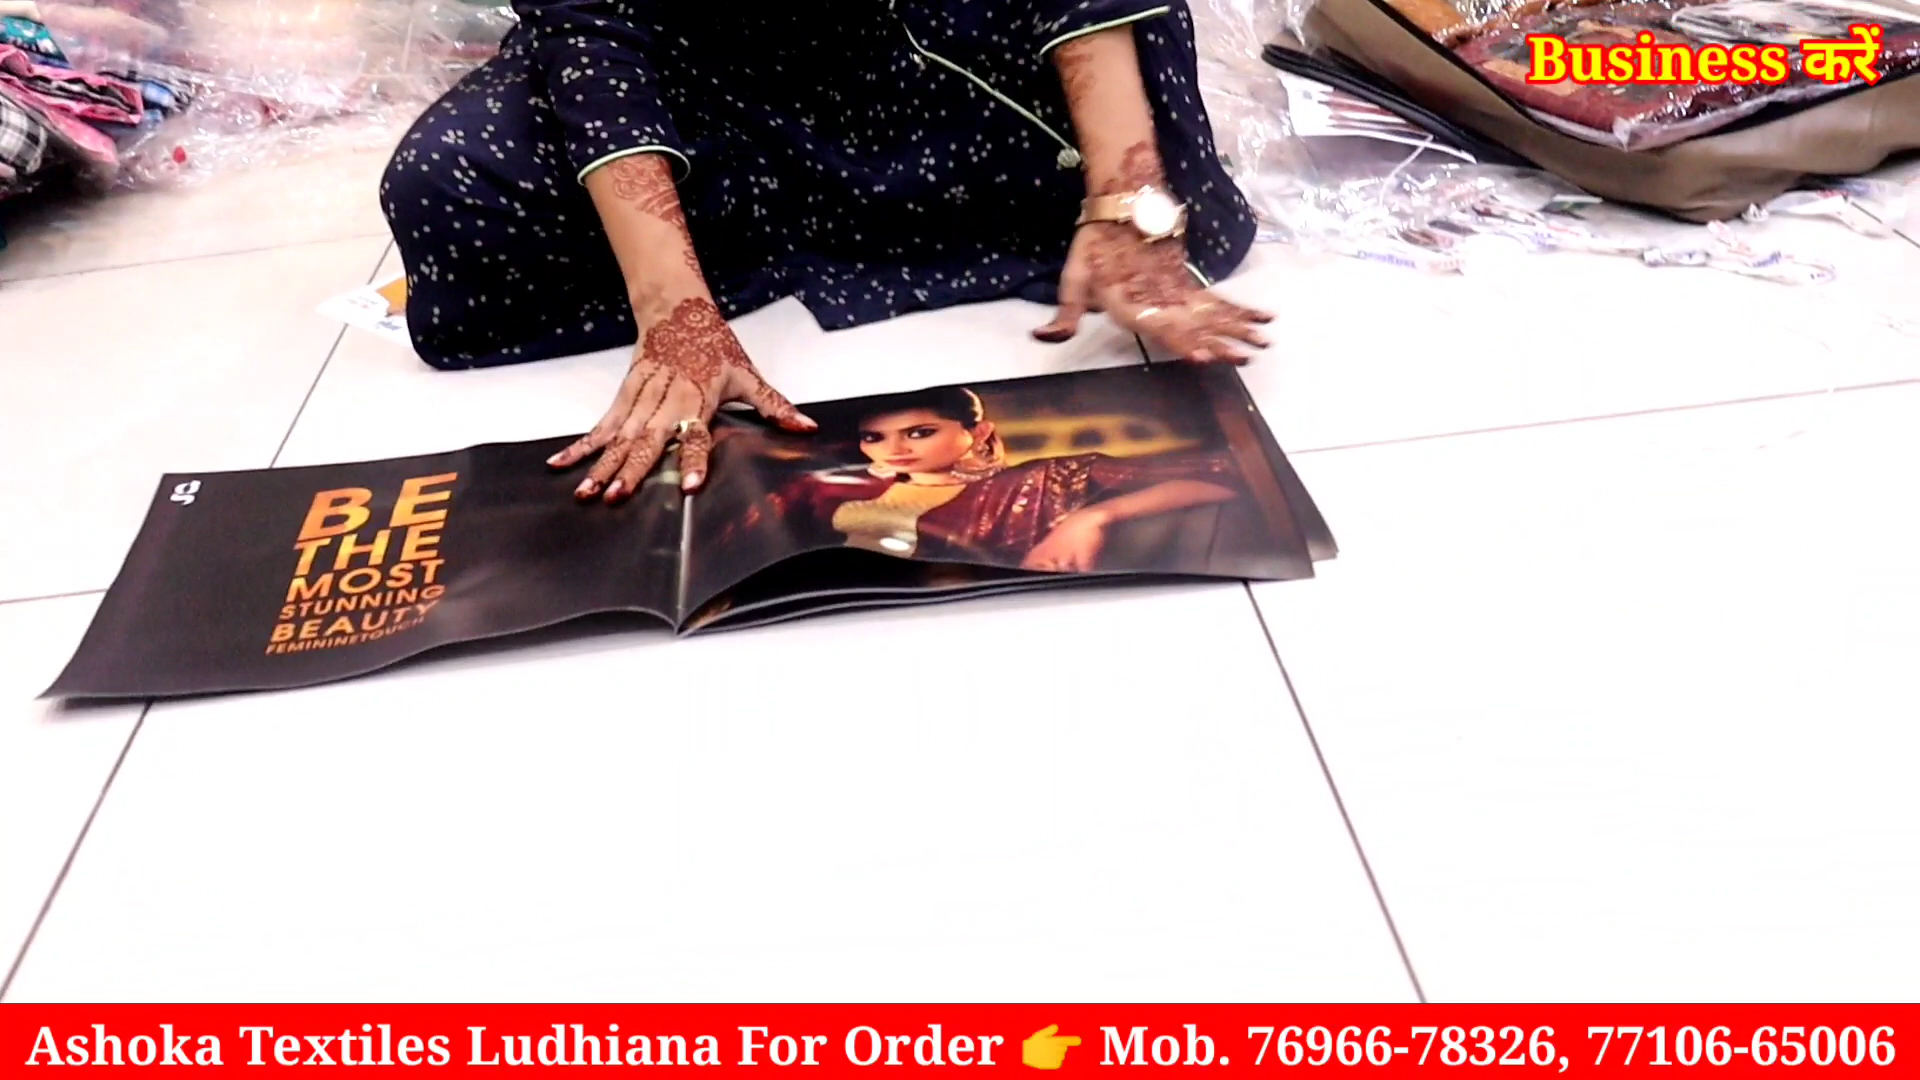 Business करें
BE
THE
MOST
STUNNING
BEAUTY
FEMININETOUCH
Ashoka Textiles Ludhiana For Order 👉 Mob. 76966-78326, 77106-65006